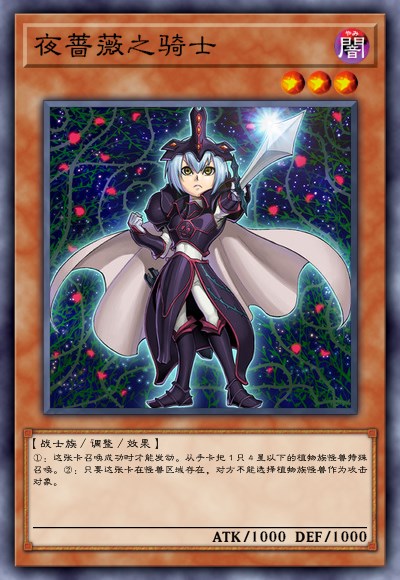 夜蔷薇之骑士
やみ
闇
【战士族／调整／效果】
①：这张卡召唤成功时才能发动。从手卡把1只4星以下的植物族怪兽特殊
召唤。②：只要这张卡在怪兽区域存在，对方不能选择植物族怪兽作为攻击
对象。
ATK/1000 DEF/1000